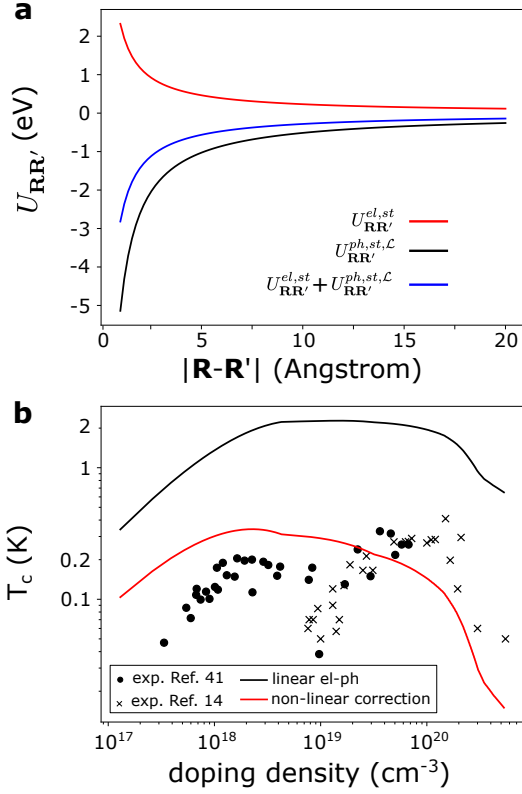 a
2
1
0
-1
-2
-3
-4
-5
U_{RR'} (eV)
U^{el,st}_{RR'}
U^{ph,st,ℒ}_{RR'}
U^{el,st}_{RR'} + U^{ph,st,ℒ}_{RR'}
5 10 15 20
|R-R'| (Angstrom)
b
2
1
0.2
0.1
T_c (K)
exp. Ref. 41 linear el-ph
exp. Ref. 14 non-linear correction
10^{17} 10^{18} 10^{19} 10^{20}
doping density (cm^{-3})